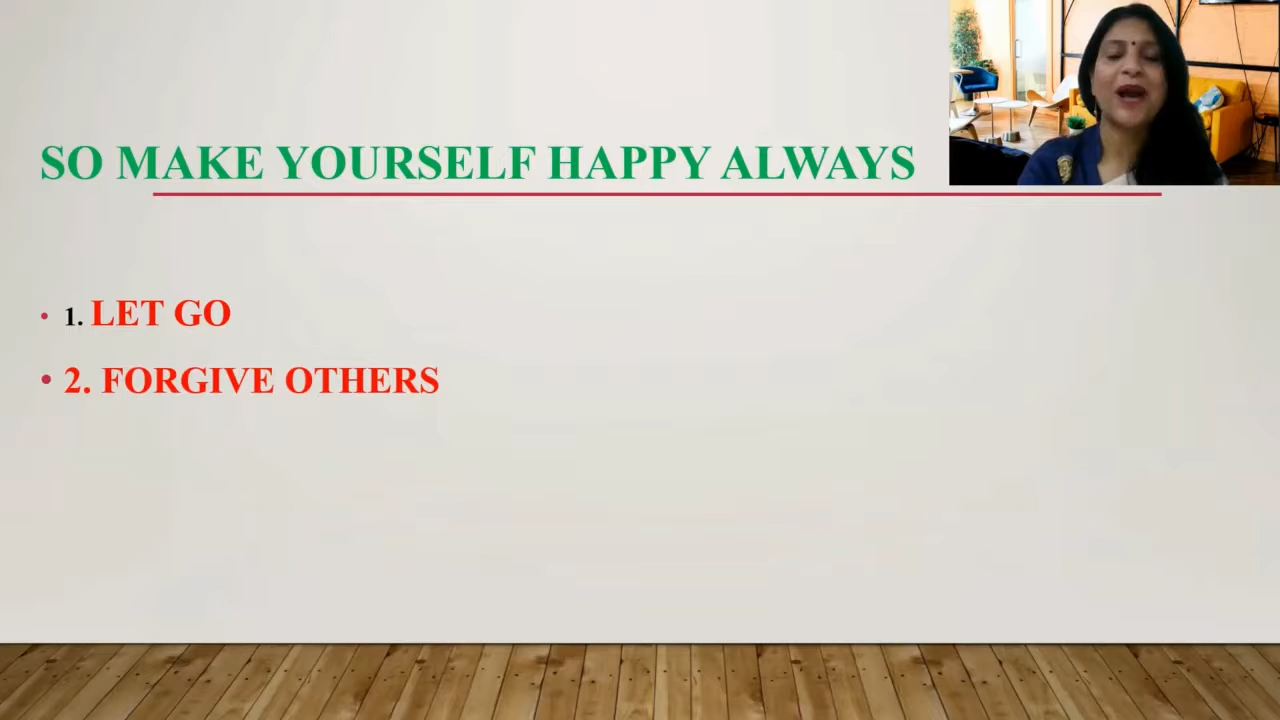 SO MAKE YOURSELF HAPPY ALWAYS
• 1. LET GO
• 2. FORGIVE OTHERS